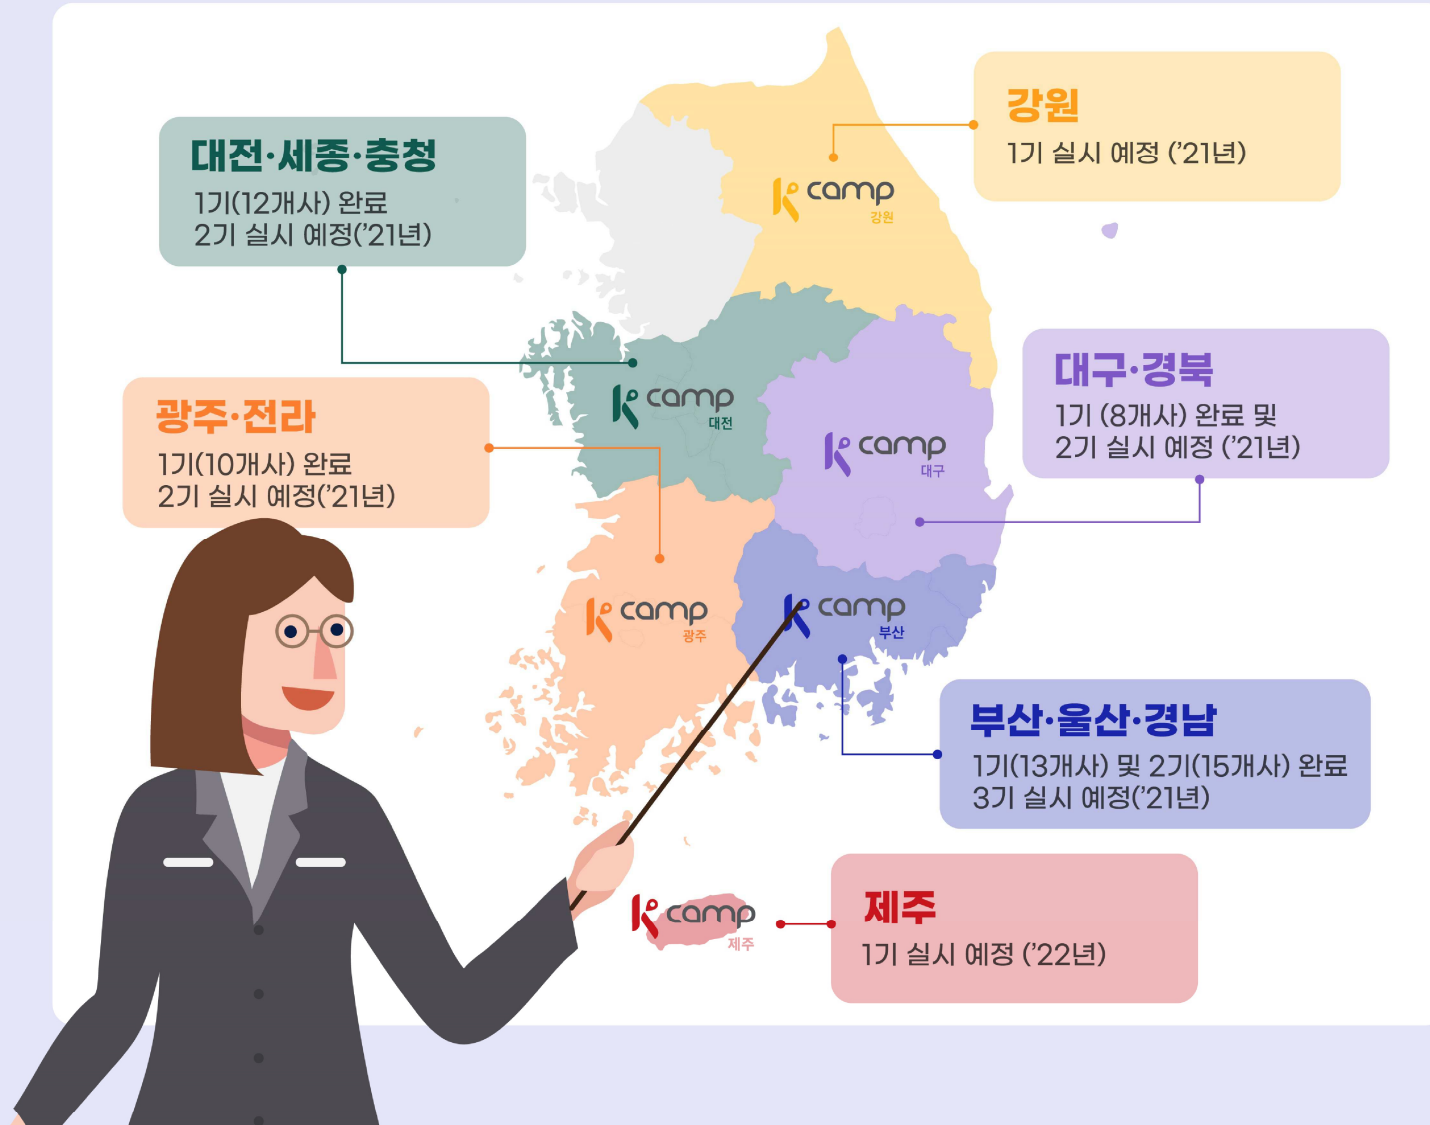 강원
1기 실시 예정 ('21년)
대전·세종·충청
1기(12개사) 완료
2기 실시 예정('21년)
K camp
강원
대구·경북
1기 (8개사) 완료 및
2기 실시 예정 ('21년)
광주·전라
1기(10개사) 완료
2기 실시 예정('21년)
K camp
대전
K camp
대구
K camp
광주
K camp
부산
부산·울산·경남
1기(13개사) 및 2기(15개사) 완료
3기 실시 예정('21년)
제주
1기 실시 예정 ('22년)
K camp
제주